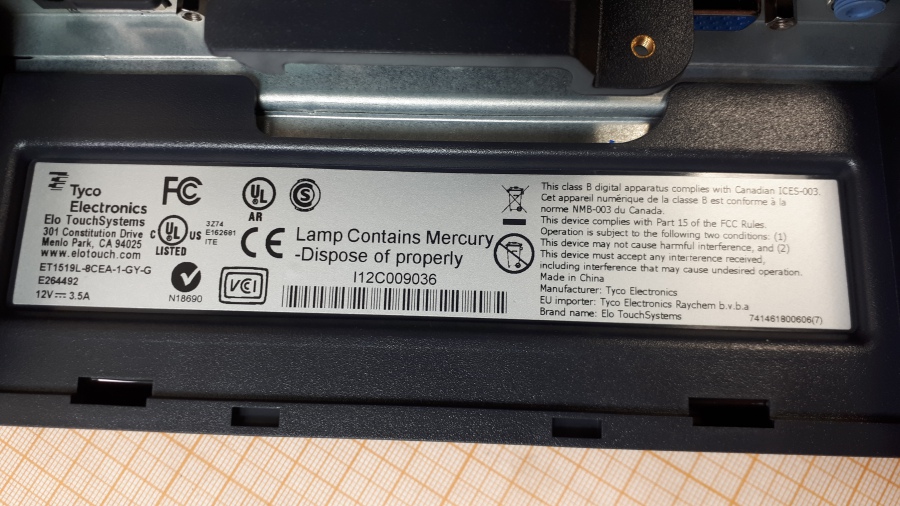 Tyco
Electronics
Elo TouchSystems
301 Constitution Drive
Menlo Park, CA 94025
www.elotouch.com
ET1519L-8CEA-1-GY-G
E264492
12V⎓ 3.5A
FC
C UL US
LISTED
3Z74
E162681
ITE
N18690
UL
AR
S
CE
VCI
Lamp Contains Mercury
-Dispose of properly
I12C009036
This class B digital apparatus complies with Canadian ICES-003.
Cet apparei numérique de la classe B est conforme à la
norme NMB-003 du Canada.
This device complies with Part 15 of the FCC Rules.
Operation is subject to the following two conditions: (1)
This device may not cause harmful interference, and (2)
This device must accept any interference received,
including interference that may cause undesired operation.
Made in China
Manufacturer: Tyco Electronics
EU importer: Tyco Electronics Raychem b.v.b.a
Brand name: Elo TouchSystems
741461800606(7)